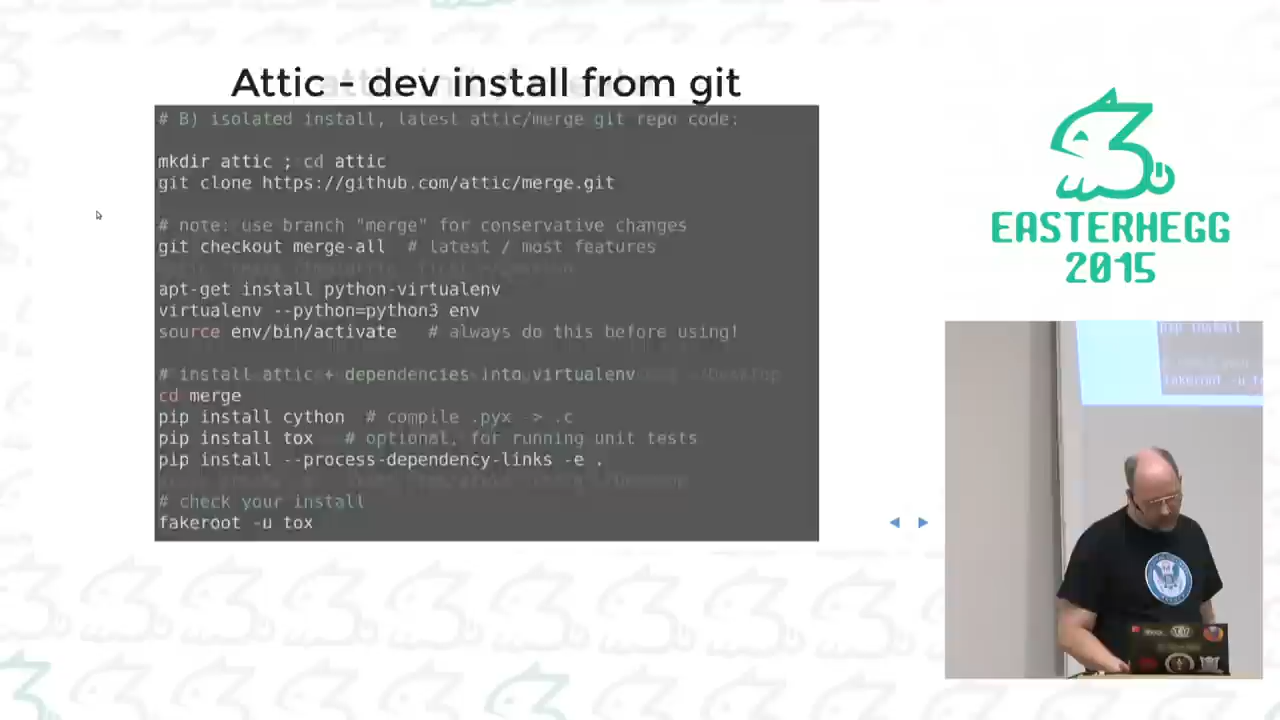 Attic - dev install from git
# B) isolated install, latest attic/merge git repo code:
mkdir attic ; cd attic
git clone https://github.com/attic/merge.git
# note: use branch "merge" for conservative changes
git checkout merge-all # latest / most features
apt-get install python-virtualenv
virtualenv --python=python3 env
source env/bin/activate # always do this before using!
# install attic + dependencies into virtualenv
cd merge
pip install cython # compile .pyx -> .c
pip install tox # optional, for running unit tests
pip install --process-dependency-links -e .
# check your install
fakeroot -u tox
EASTERHEGG
2015
pip install
fakeroot -u t